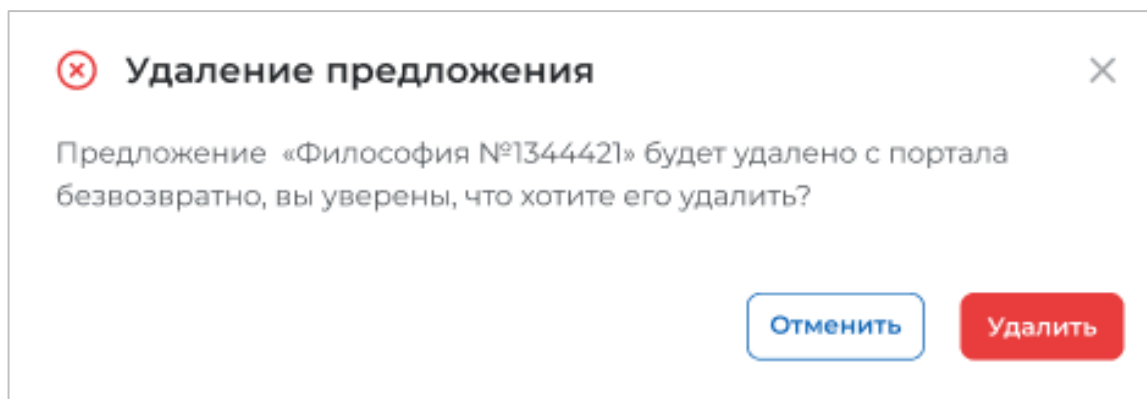 Удаление предложения
Предложение «Философия №1344421» будет удалено с портала
безвозвратно, вы уверены, что хотите его удалить?
Отменить
Удалить